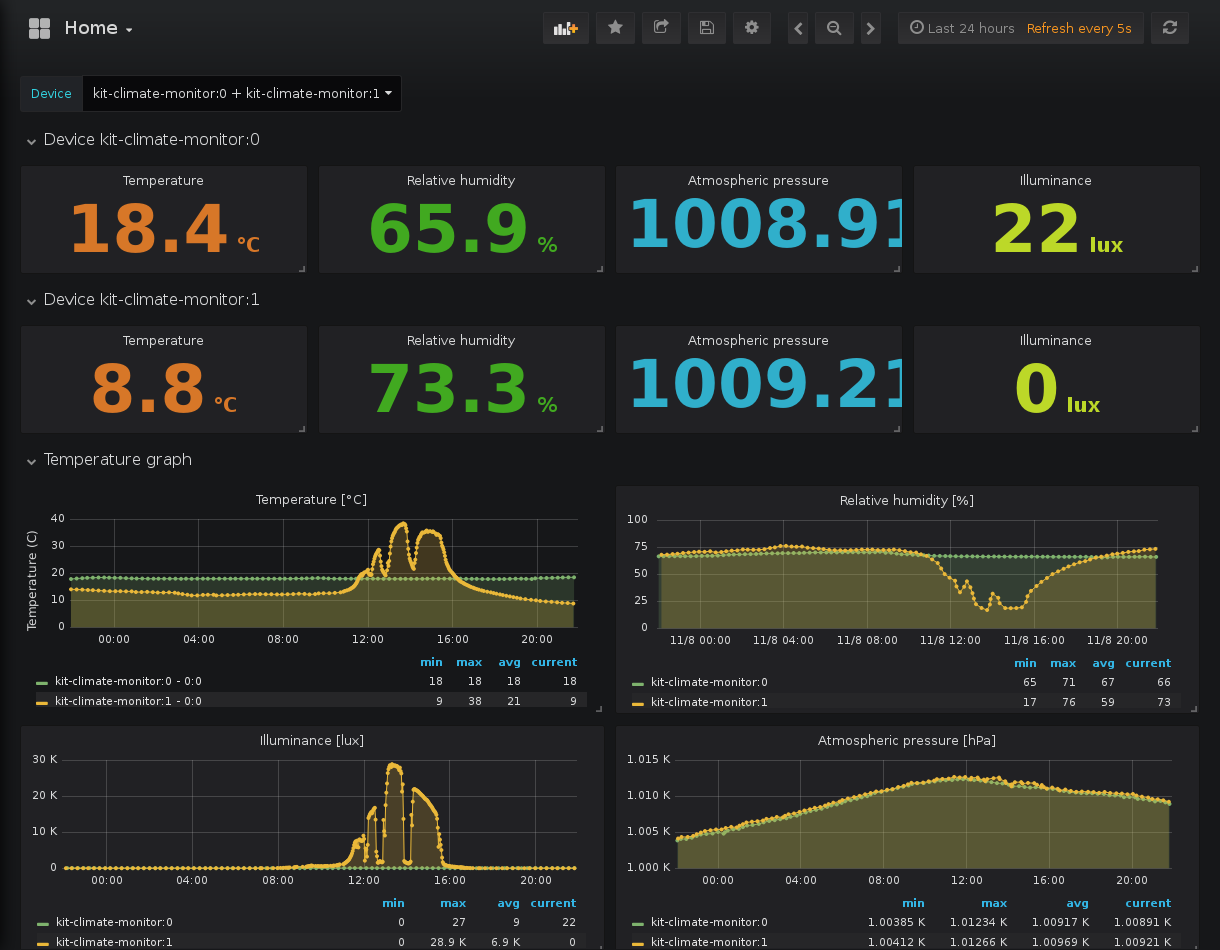 Home
Last 24 hours Refresh every 5s
Device kit-climate-monitor:0 + kit-climate-monitor:1
Device kit-climate-monitor:0
Temperature Relative humidity Atmospheric pressure Illuminance
18.4 °C 65.9 % 1008.91 22 lux
Device kit-climate-monitor:1
Temperature Relative humidity Atmospheric pressure Illuminance
8.8 °C 73.3 % 1009.21 0 lux
Temperature graph
Temperature [°C]
Temperature (C)
40
30
20
10
0
00:00 04:00 08:00 12:00 16:00 20:00
min max avg current
kit-climate-monitor:0 - 0:0 18 18 18 18
kit-climate-monitor:1 - 0:0 9 38 21 9
Relative humidity [%]
100
75
50
25
0
11/8 00:00 11/8 04:00 11/8 08:00 11/8 12:00 11/8 16:00 11/8 20:00
min max avg current
kit-climate-monitor:0 65 71 67 66
kit-climate-monitor:1 17 76 59 73
Illuminance [lux]
30 K
20 K
10 K
0
00:00 04:00 08:00 12:00 16:00 20:00
min max avg current
kit-climate-monitor:0 0 27 9 22
kit-climate-monitor:1 0 28.9 K 6.9 K 0
Atmospheric pressure [hPa]
1.015 K
1.010 K
1.005 K
1.000 K
00:00 04:00 08:00 12:00 16:00 20:00
min max avg current
kit-climate-monitor:0 1.00385 K 1.01234 K 1.00917 K 1.00891 K
kit-climate-monitor:1 1.00412 K 1.01266 K 1.00969 K 1.00921 K